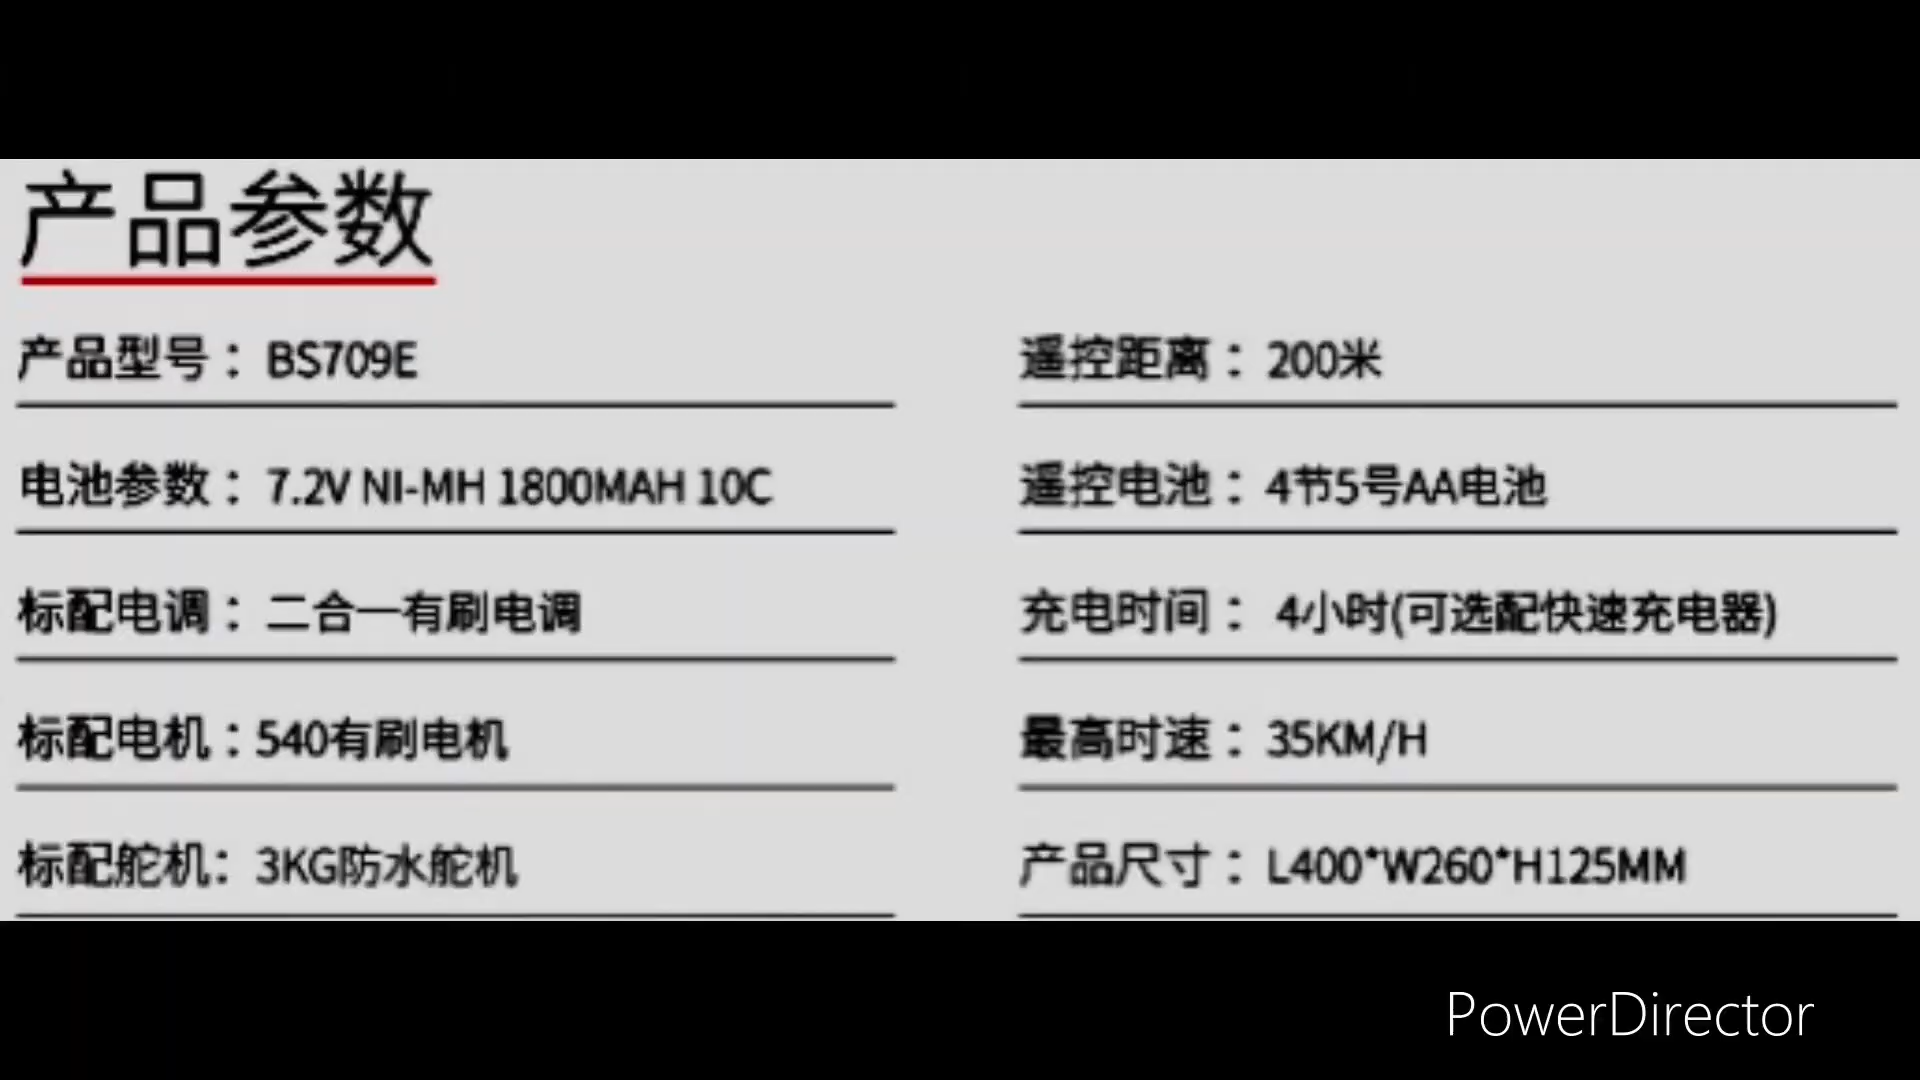 产品参数
产品型号：BS709E
遥控距离：200米
电池参数：7.2V NI-MH 1800MAH 10C
遥控电池：4节5号AA电池
标配电调：二合一有刷电调
充电时间：4小时(可选配快速充电器)
标配电机：540有刷电机
最高时速：35KM/H
标配舵机：3KG防水舵机
产品尺寸：L400*W260*H125MM
PowerDirector